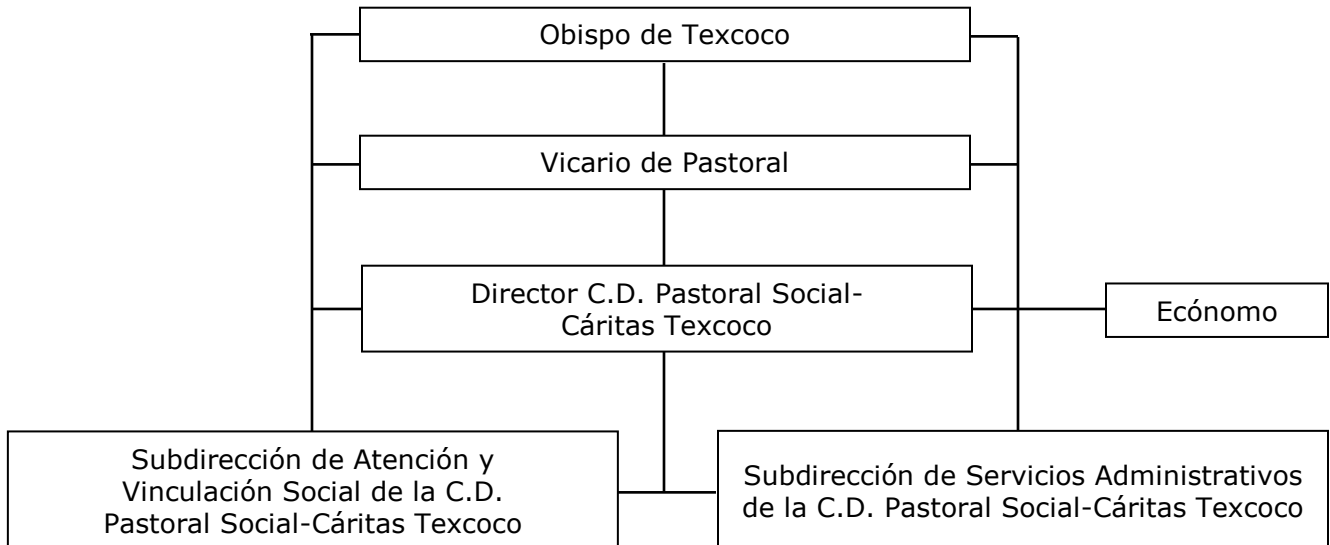 Obispo de Texcoco
Vicario de Pastoral
Director C.D. Pastoral Social-
Cáritas Texcoco
Ecónomo
Subdirección de Atención y
Vinculación Social de la C.D.
Pastoral Social-Cáritas Texcoco
Subdirección de Servicios Administrativos
de la C.D. Pastoral Social-Cáritas Texcoco